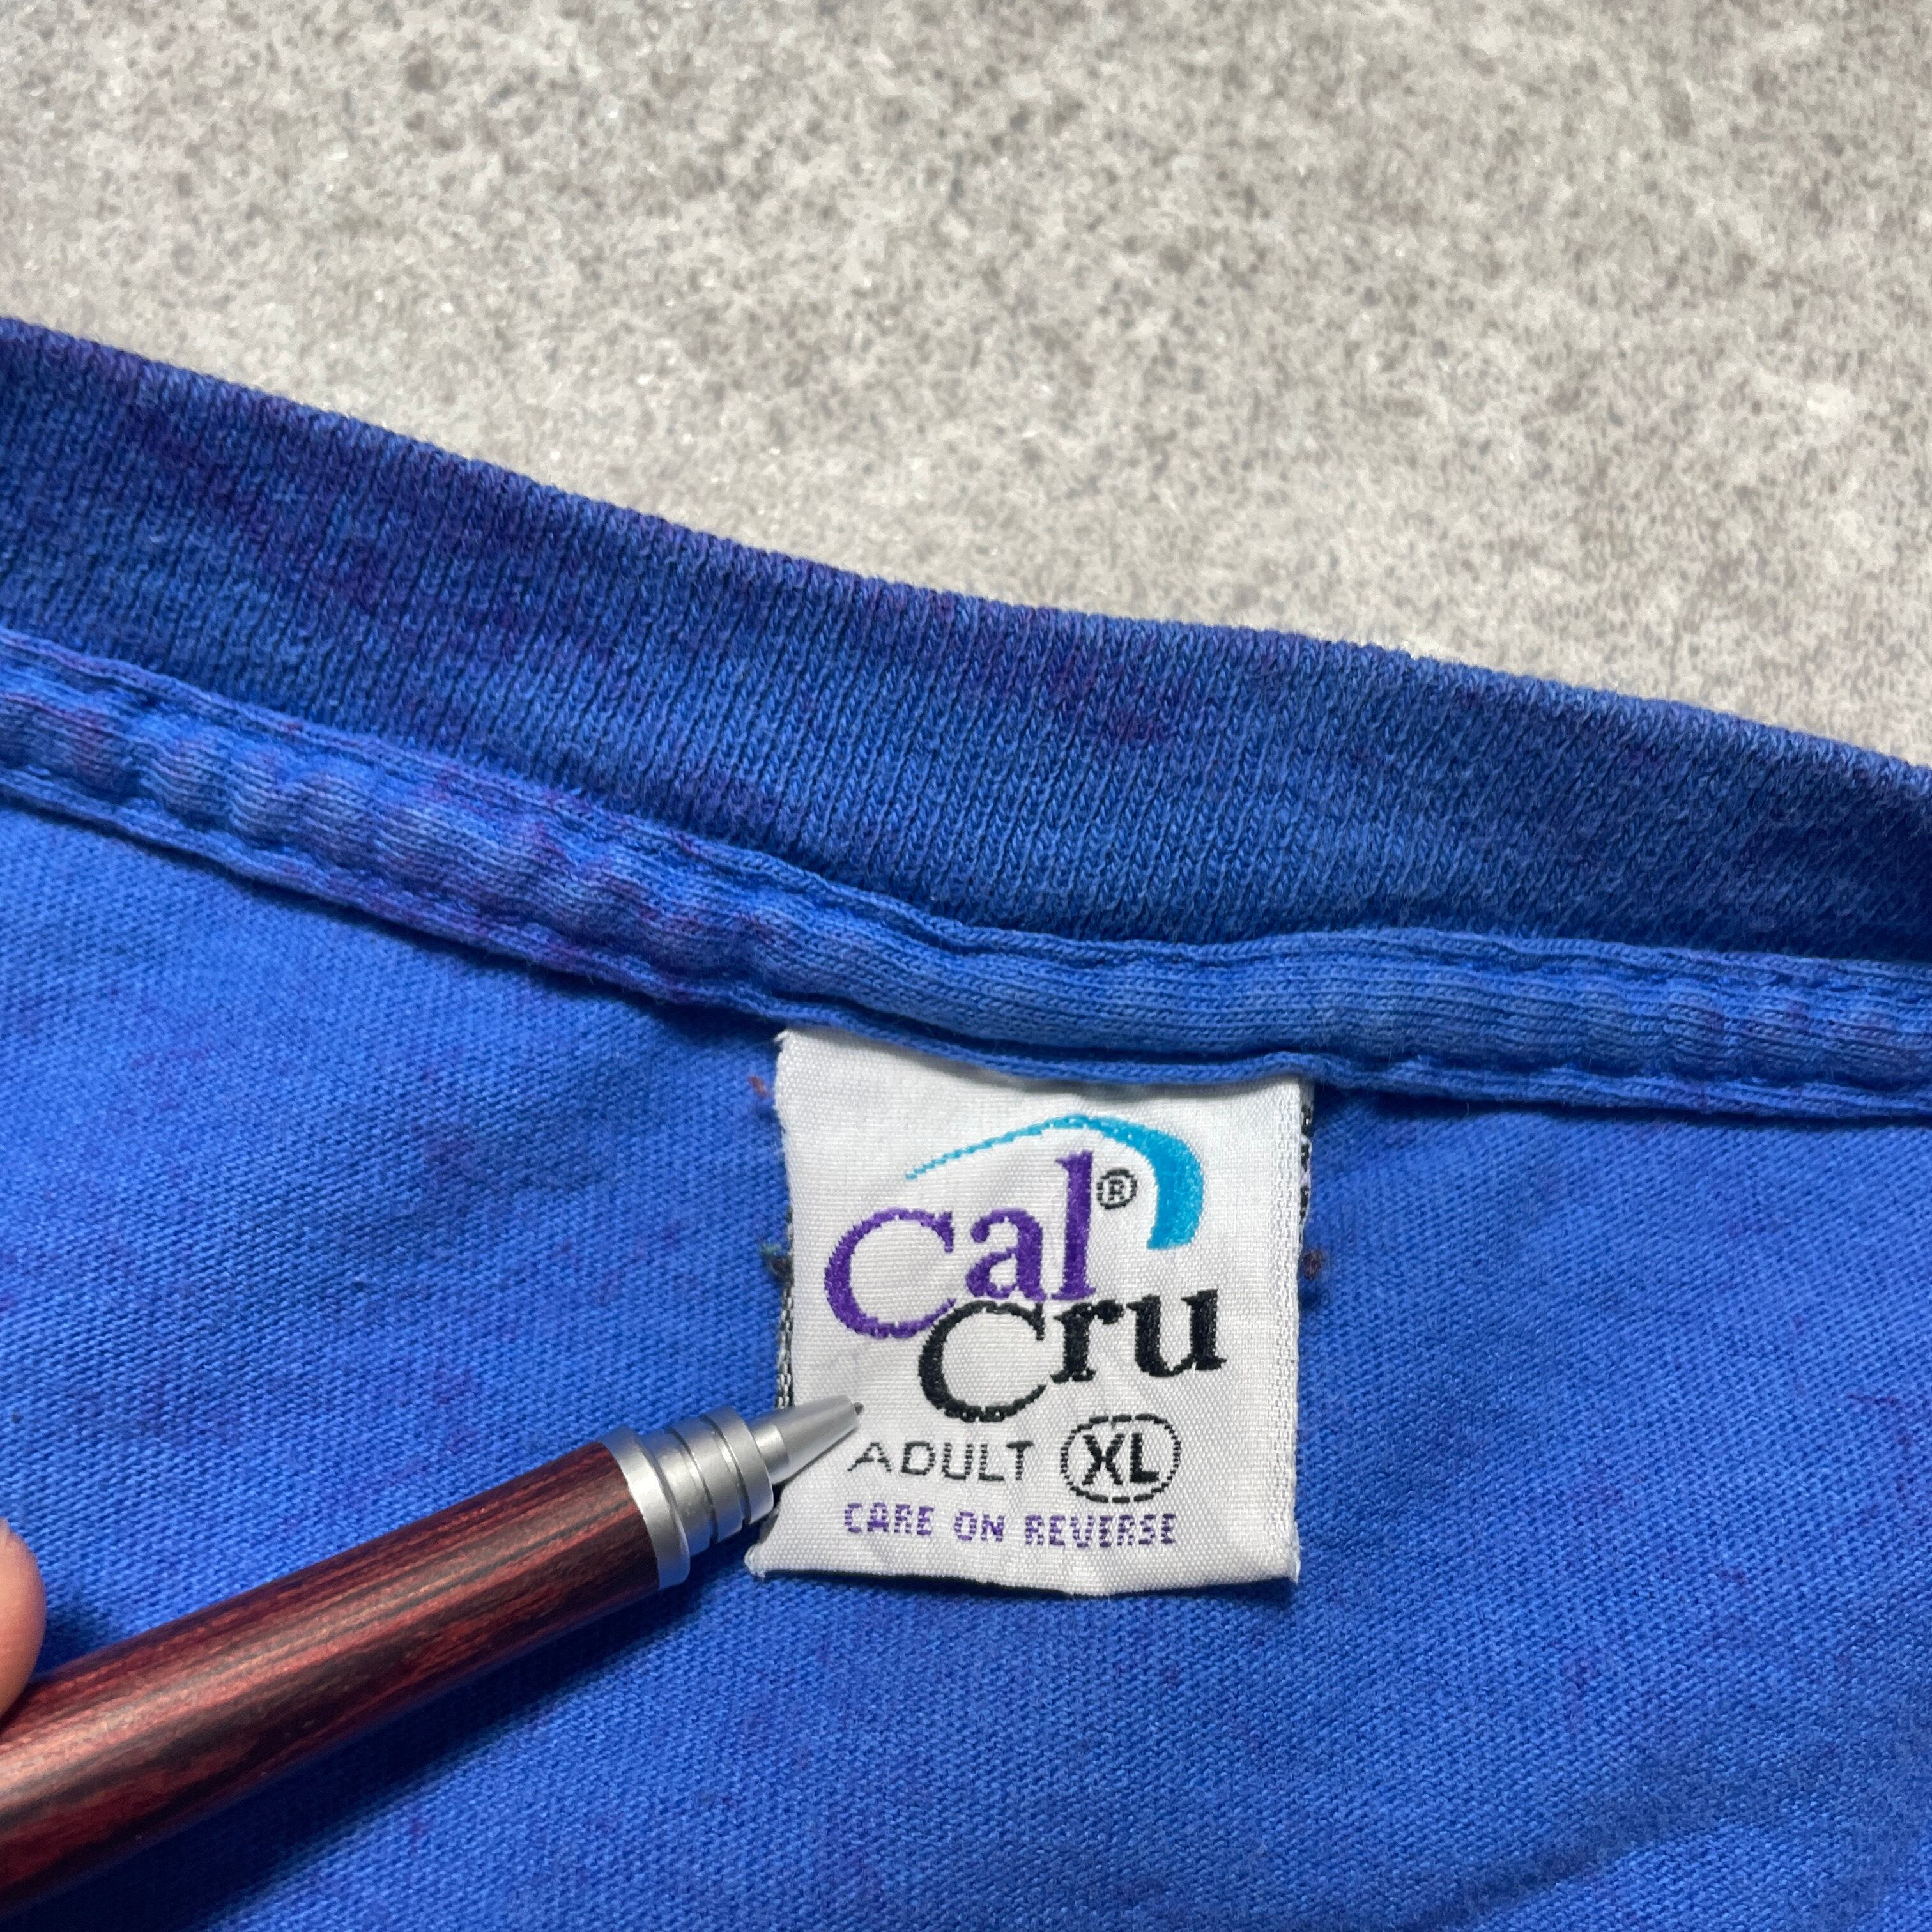 Cal®
Cru
ADULT XL
CARE ON REVERSE